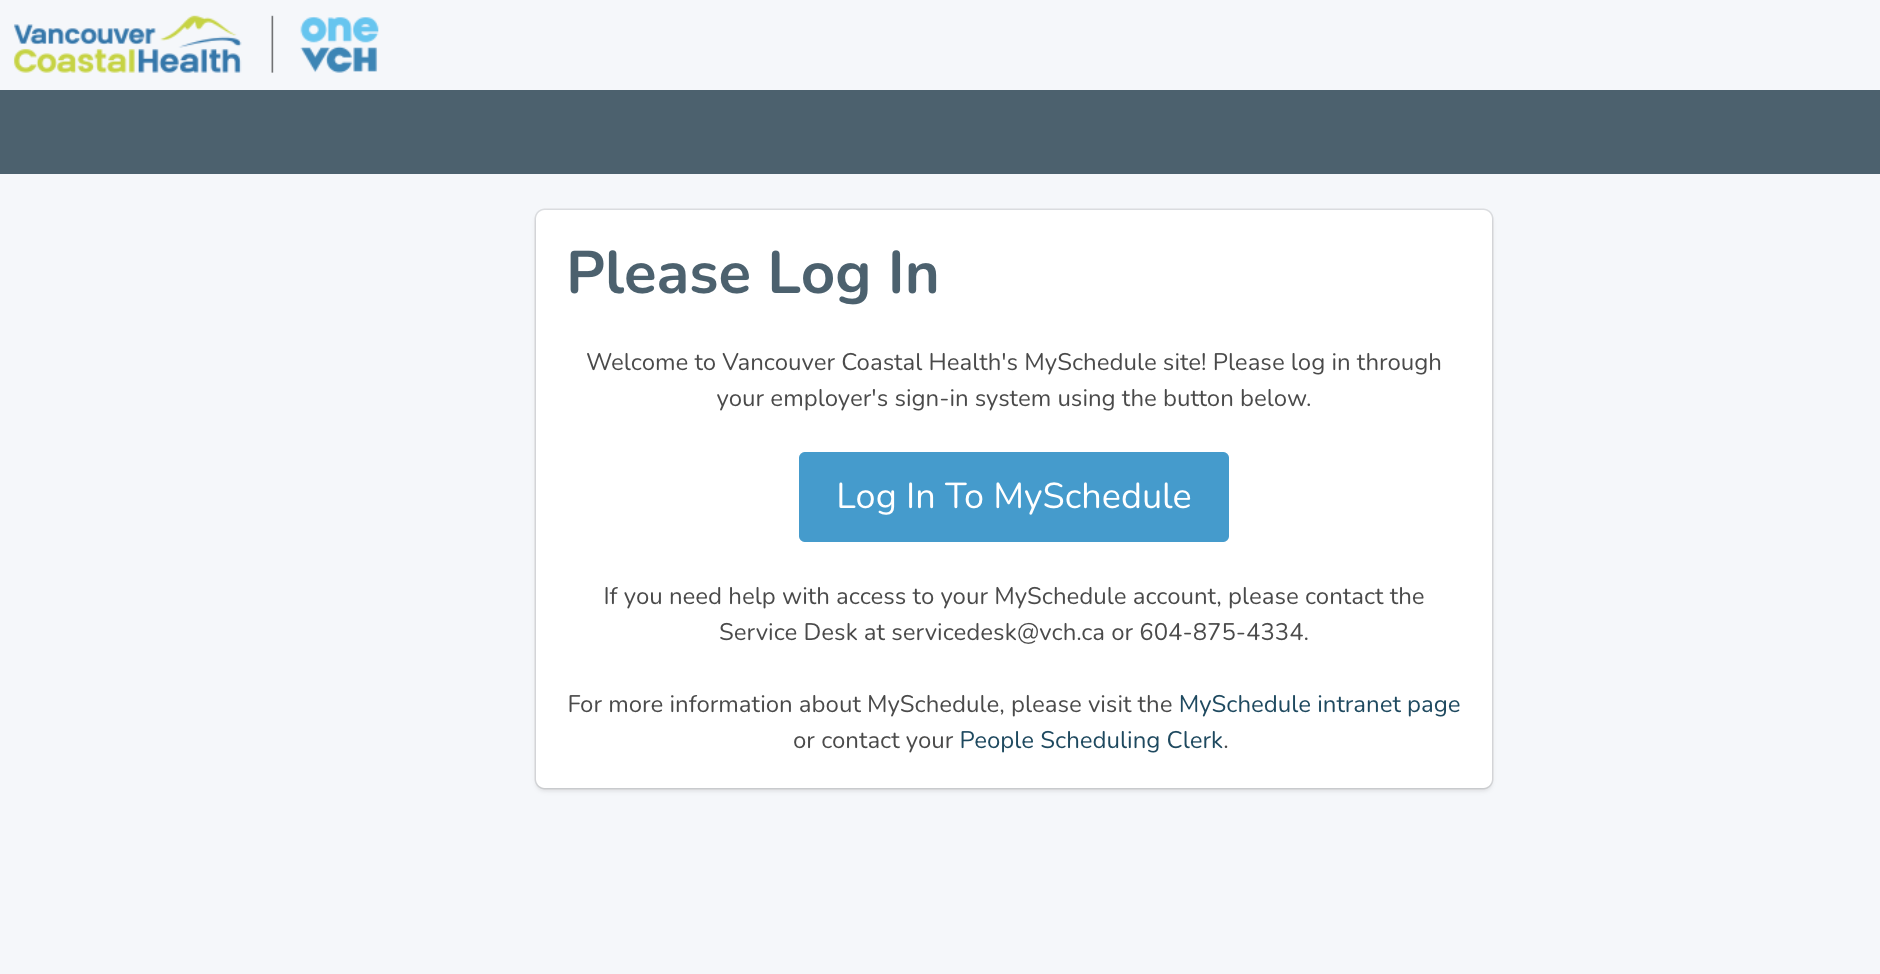 Vancouver
CoastalHealth
one
VCH
Please Log In
Welcome to Vancouver Coastal Health's MySchedule site! Please log in through
your employer's sign-in system using the button below.
Log In To MySchedule
If you need help with access to your MySchedule account, please contact the
Service Desk at servicedesk@vch.ca or 604-875-4334.
For more information about MySchedule, please visit the MySchedule intranet page
or contact your People Scheduling Clerk.